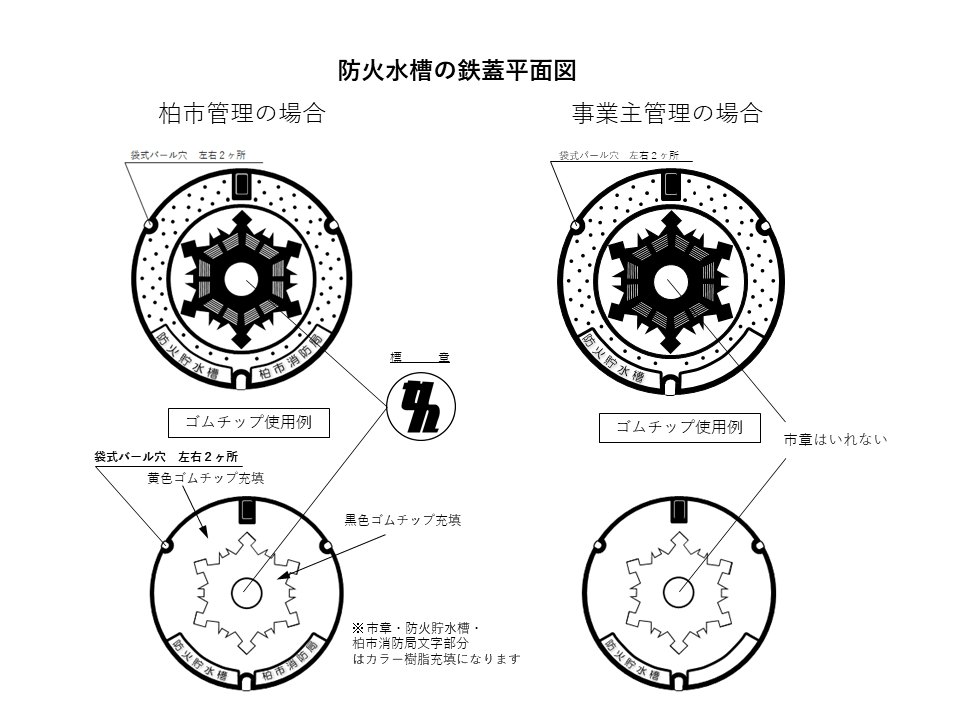 防火水槽の鉄蓋平面図
柏市管理の場合
事業主管理の場合
袋式バール穴　左右２ヶ所
袋式バール穴　左右２ヶ所
防火貯水槽
柏市消防局
防火貯水槽
標　章
ゴムチップ使用例
ゴムチップ使用例
市章はいれない
袋式バール穴　左右２ヶ所
黄色ゴムチップ充填
黒色ゴムチップ充填
防火貯水槽
柏市消防局
防火貯水槽
※市章・防火貯水槽・
柏市消防局文字部分
はカラー樹脂充填になります